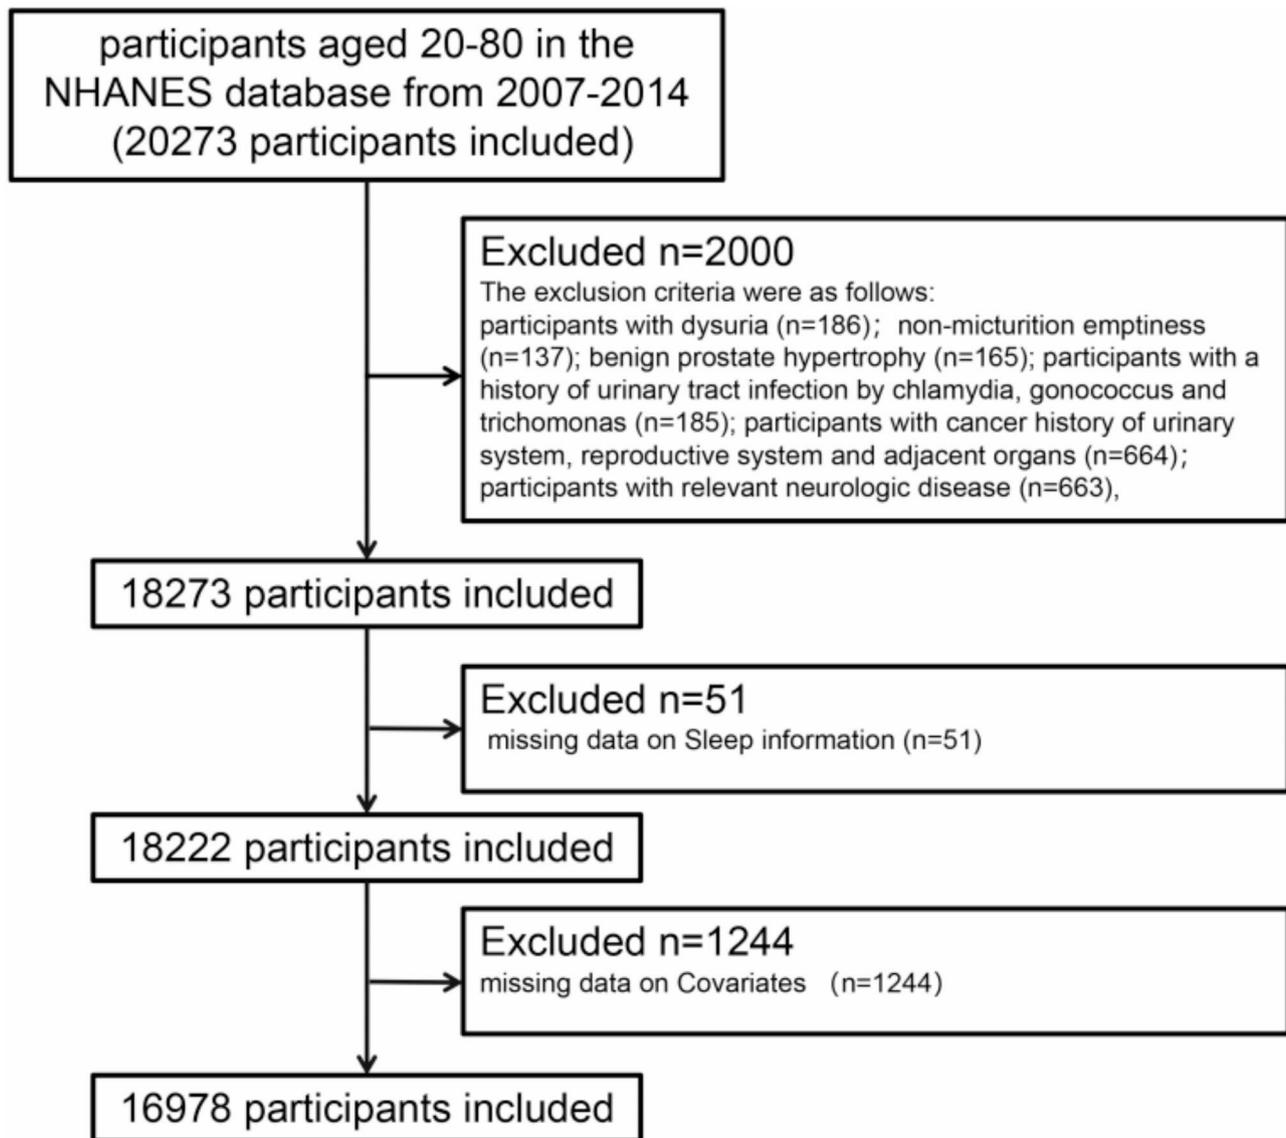 participants aged 20-80 in the
NHANES database from 2007-2014
(20273 participants included)
Excluded n=2000
The exclusion criteria were as follows:
participants with dysuria (n=186)； non-micturition emptiness
(n=137); benign prostate hypertrophy (n=165); participants with a
history of urinary tract infection by chlamydia, gonococcus and
trichomonas (n=185); participants with cancer history of urinary
system, reproductive system and adjacent organs (n=664)；
participants with relevant neurologic disease (n=663),
18273 participants included
Excluded n=51
missing data on Sleep information (n=51)
18222 participants included
Excluded n=1244
missing data on Covariates （n=1244)
16978 participants included